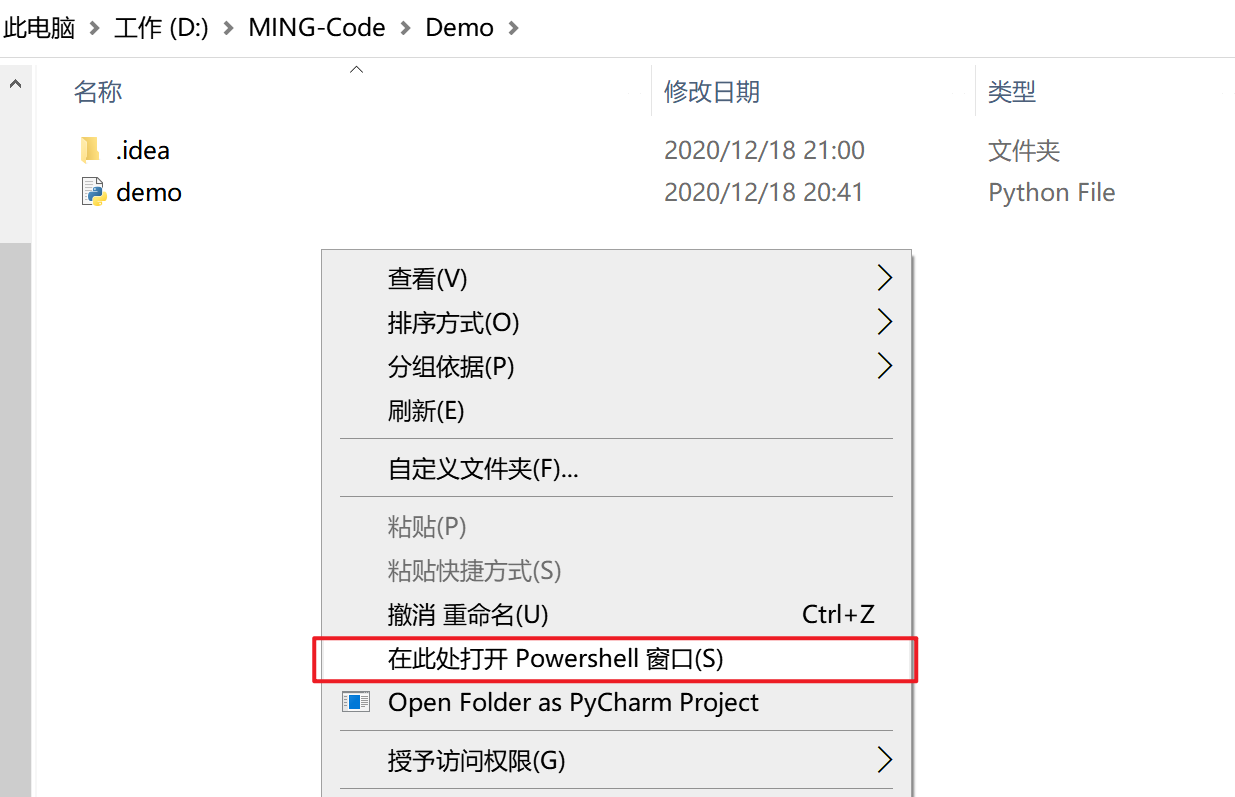 此电脑 > 工作 (D:) > MING-Code > Demo >
名称 修改日期 类型
.idea 2020/12/18 21:00 文件夹
demo 2020/12/18 20:41 Python File
查看(V)
排序方式(O)
分组依据(P)
刷新(E)
自定义文件夹(F)...
粘贴(P)
粘贴快捷方式(S)
撤消 重命名(U) Ctrl+Z
在此处打开 Powershell 窗口(S)
Open Folder as PyCharm Project
授予访问权限(G)